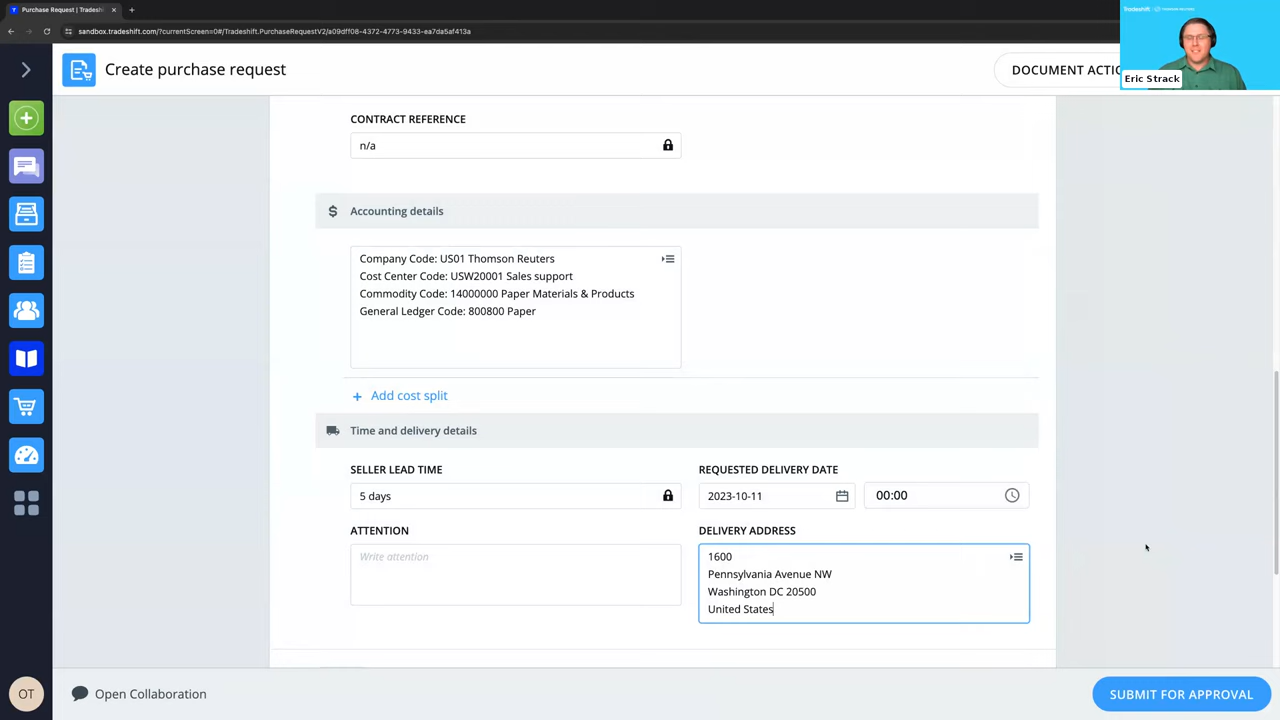 Purchase Request | Tradeshi
sandbox.tradeshift.com/?currentScreen=0#/Tradeshift.PurchaseRequestV2/a09dff08-4372-4773-9433-ea7da5af413a
Tradeshift THOMSON REUTERS
Eric Strack
Create purchase request
DOCUMENT ACTIO
CONTRACT REFERENCE
n/a
Accounting details
Company Code: US01 Thomson Reuters
Cost Center Code: USW20001 Sales support
Commodity Code: 14000000 Paper Materials & Products
General Ledger Code: 800800 Paper
+ Add cost split
Time and delivery details
SELLER LEAD TIME
5 days
REQUESTED DELIVERY DATE
2023-10-11
00:00
ATTENTION
Write attention
DELIVERY ADDRESS
1600
Pennsylvania Avenue NW
Washington DC 20500
United States
OT
Open Collaboration
SUBMIT FOR APPROVAL